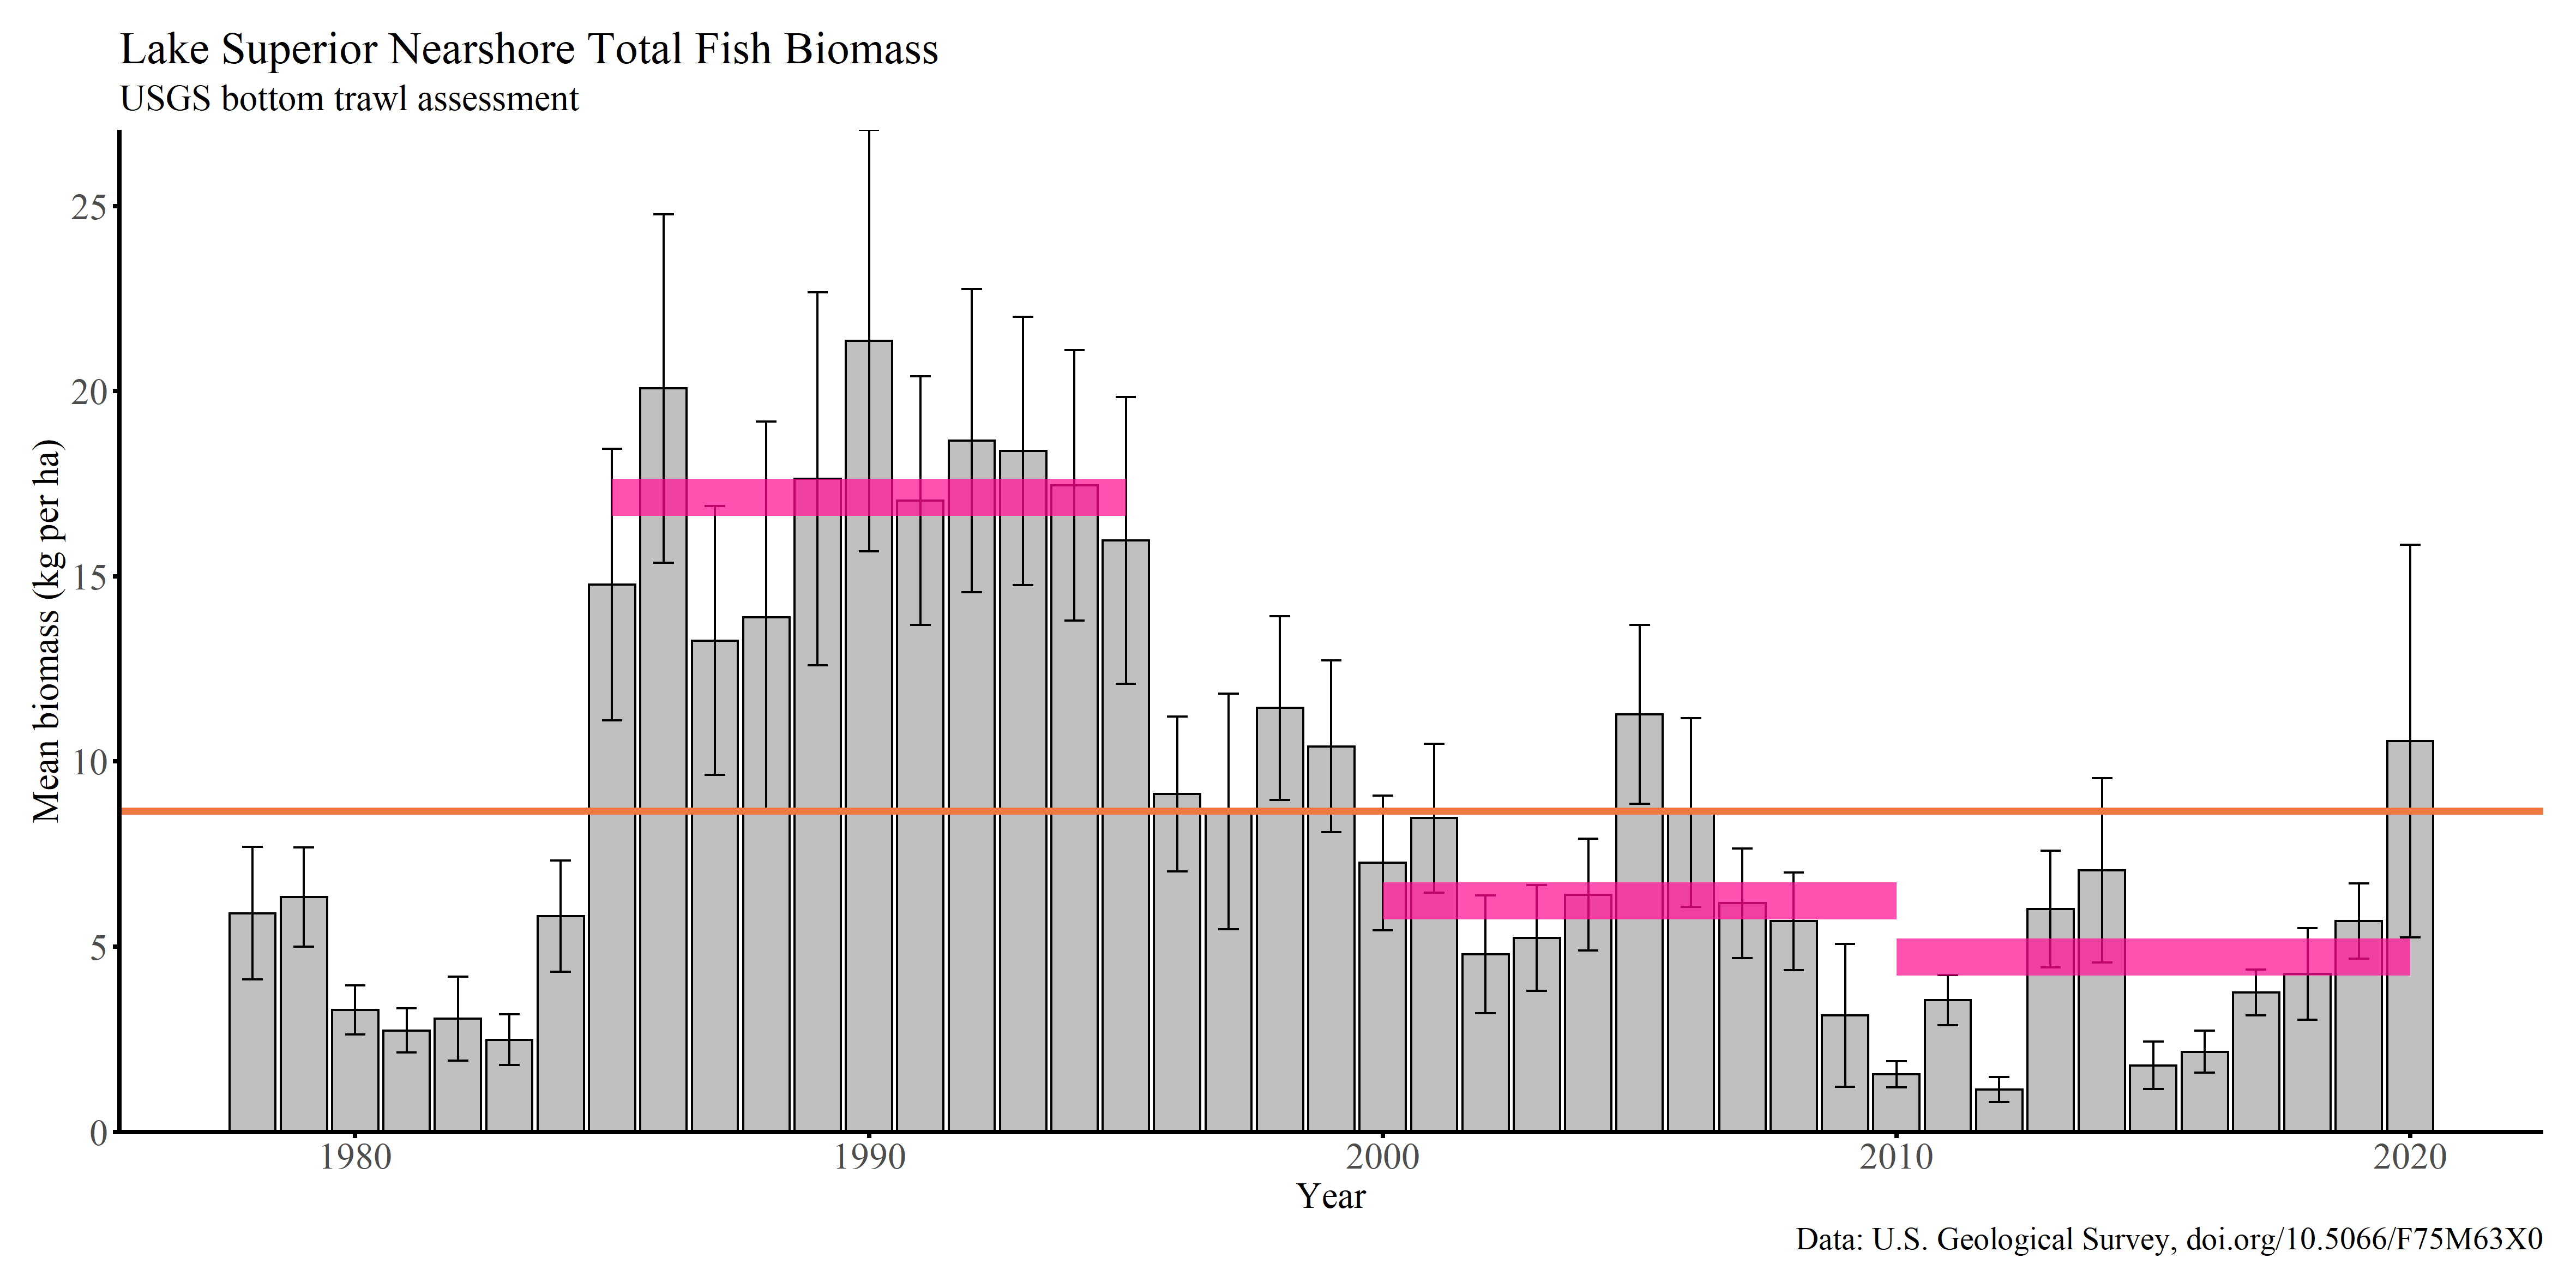 Lake Superior Nearshore Total Fish Biomass
USGS bottom trawl assessment
Mean biomass (kg per ha)
25
20
15
10
5
0
1980 1990 2000 2010 2020
Year
Data: U.S. Geological Survey, doi.org/10.5066/F75M63X0